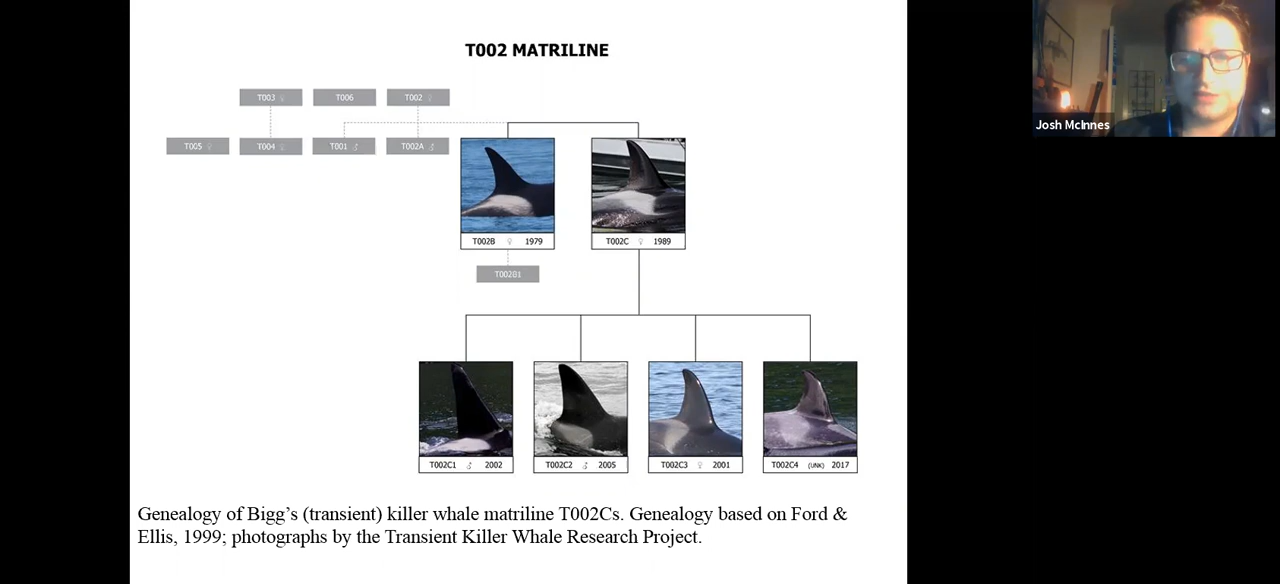 T002 MATRILINE
Josh McInnes
T003 ♀ T006 T002 ♀
T005 ♀ T004 ♀ T001 ♂ T002A ♂
T002B ♀ 1979 T002C ♀ 1989
T002B1
T002C1 ♂ 2002 T002C2 ♂ 2005 T002C3 ♀ 2001 T002C4 (UNK) 2017
Genealogy of Bigg's (transient) killer whale matriline T002Cs. Genealogy based on Ford &
Ellis, 1999; photographs by the Transient Killer Whale Research Project.